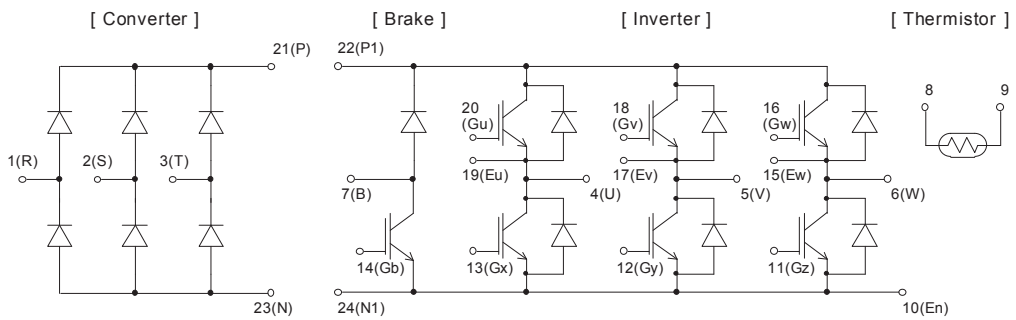 [ Converter ] [ Brake ] [ Inverter ] [ Thermistor ]
21(P) 22(P1)
8 9
20 18 16
(Gu) (Gv) (Gw)
1(R) 2(S) 3(T)
19(Eu) 17(Ev) 15(Ew)
7(B) 4(U) 5(V) 6(W)
14(Gb) 13(Gx) 12(Gy) 11(Gz)
23(N) 24(N1) 10(En)